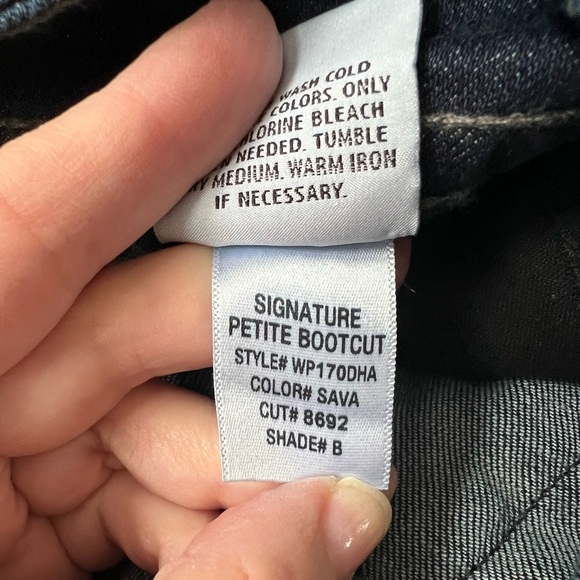 WASH COLD
COLORS. ONLY
CHLORINE BLEACH
NEEDED. TUMBLE
MEDIUM. WARM IRON
IF NECESSARY.
SIGNATURE
PETITE BOOTCUT
STYLE# WP170DHA
COLOR# SAVA
CUT# 8692
SHADE# B